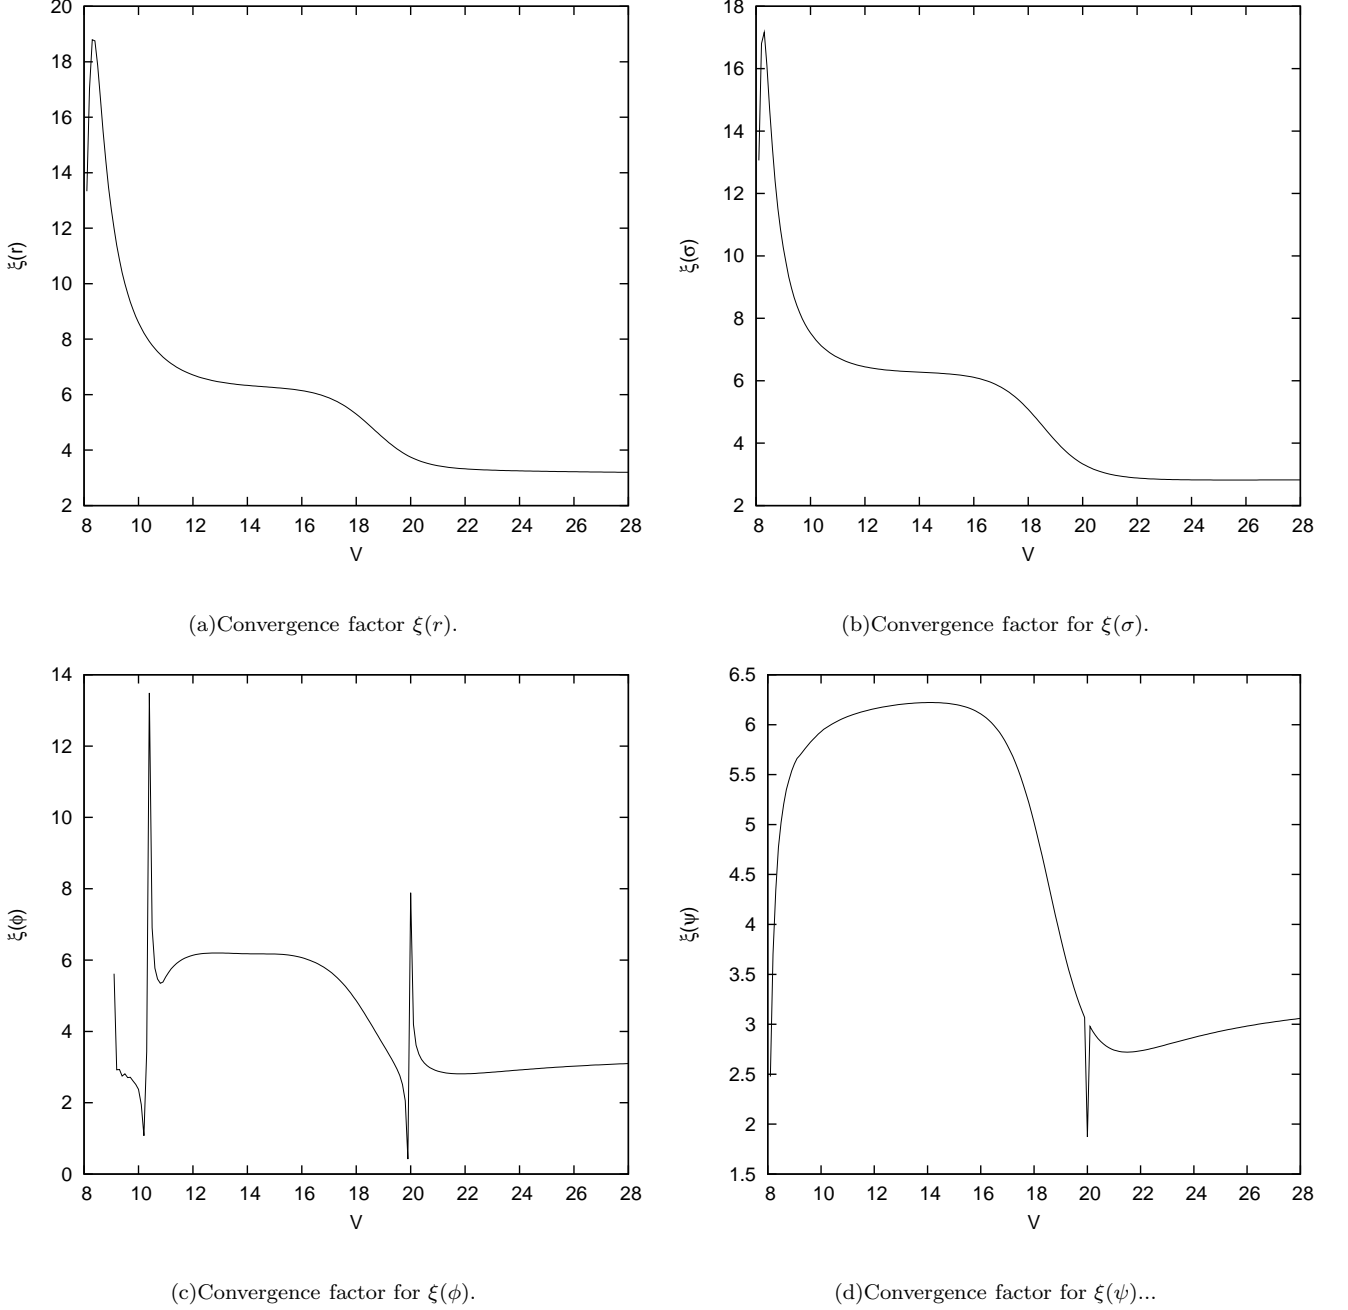 20
18
16
14
12
10
8
6
4
2
ξ(r)
8 10 12 14 16 18 20 22 24 26 28
V
(a)Convergence factor ξ(r).
18
16
14
12
10
8
6
4
2
ξ(σ)
8 10 12 14 16 18 20 22 24 26 28
V
(b)Convergence factor for ξ(σ).
14
12
10
8
6
4
2
0
ξ(φ)
8 10 12 14 16 18 20 22 24 26 28
V
(c)Convergence factor for ξ(ϕ).
6.5
6
5.5
5
4.5
4
3.5
3
2.5
2
1.5
ξ(ψ)
8 10 12 14 16 18 20 22 24 26 28
V
(d)Convergence factor for ξ(ψ)...